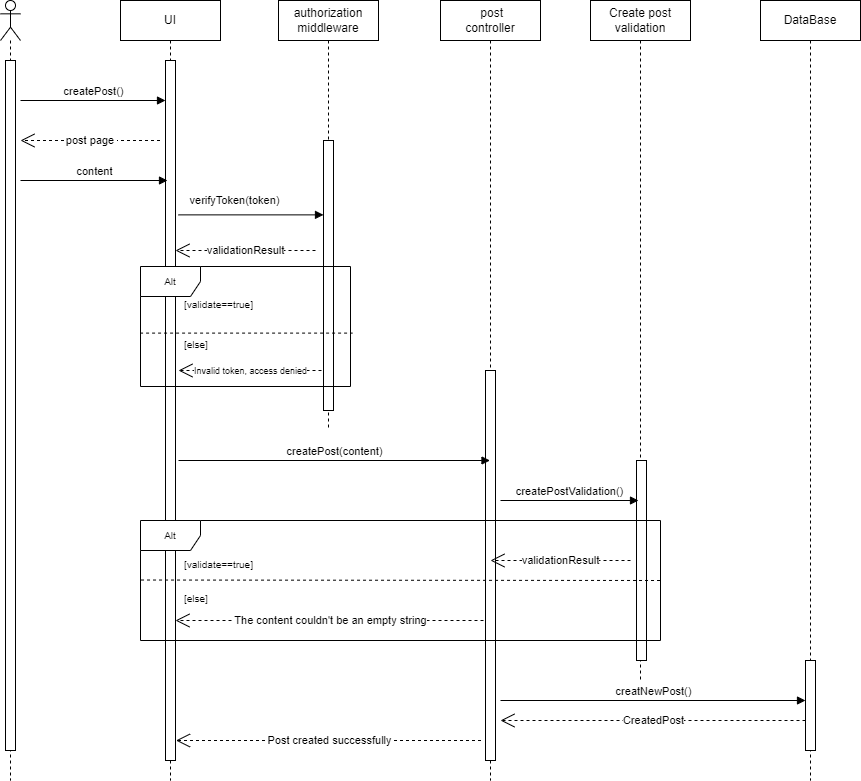 UI
authorization
middleware
post
controller
Create post
validation
DataBase
createPost()
post page
content
verifyToken(token)
validationResult
Alt
[validate==true]
[else]
Invalid token, access denied
createPost(content)
createPostValidation()
Alt
validationResult
[validate==true]
[else]
The content couldn't be an empty string
creatNewPost()
CreatedPost
Post created successfully